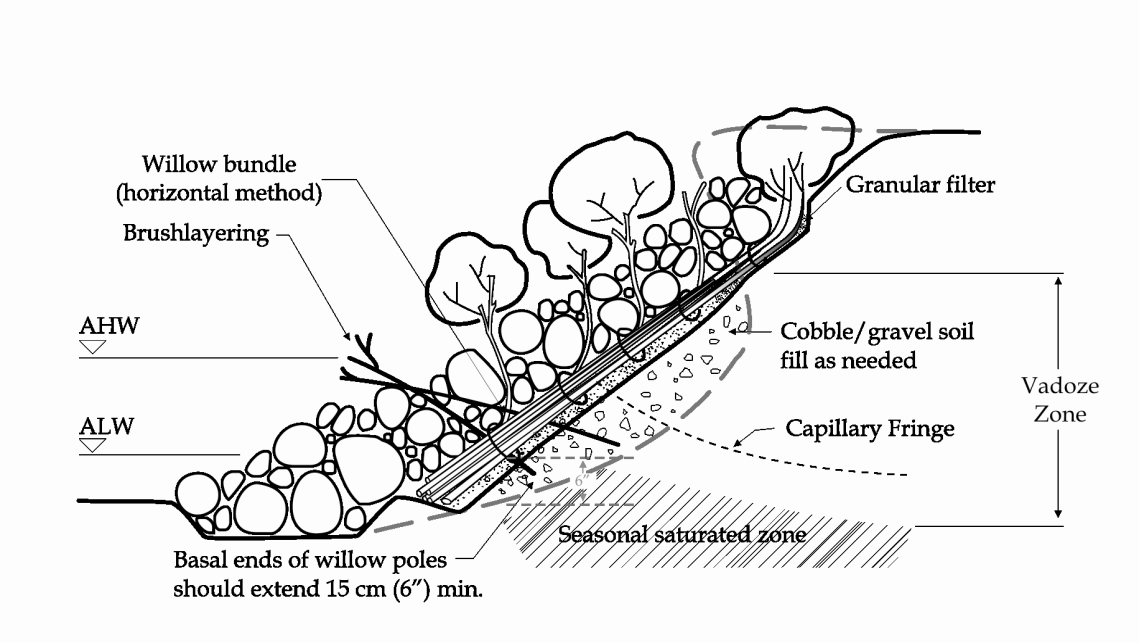 Willow bundle
(horizontal method)
Brushlayering
Granular filter
AHW
Cobble/gravel soil
fill as needed
Vadoze
Zone
ALW
Capillary Fringe
6"
Seasonal saturated zone
Basal ends of willow poles
should extend 15 cm (6”) min.